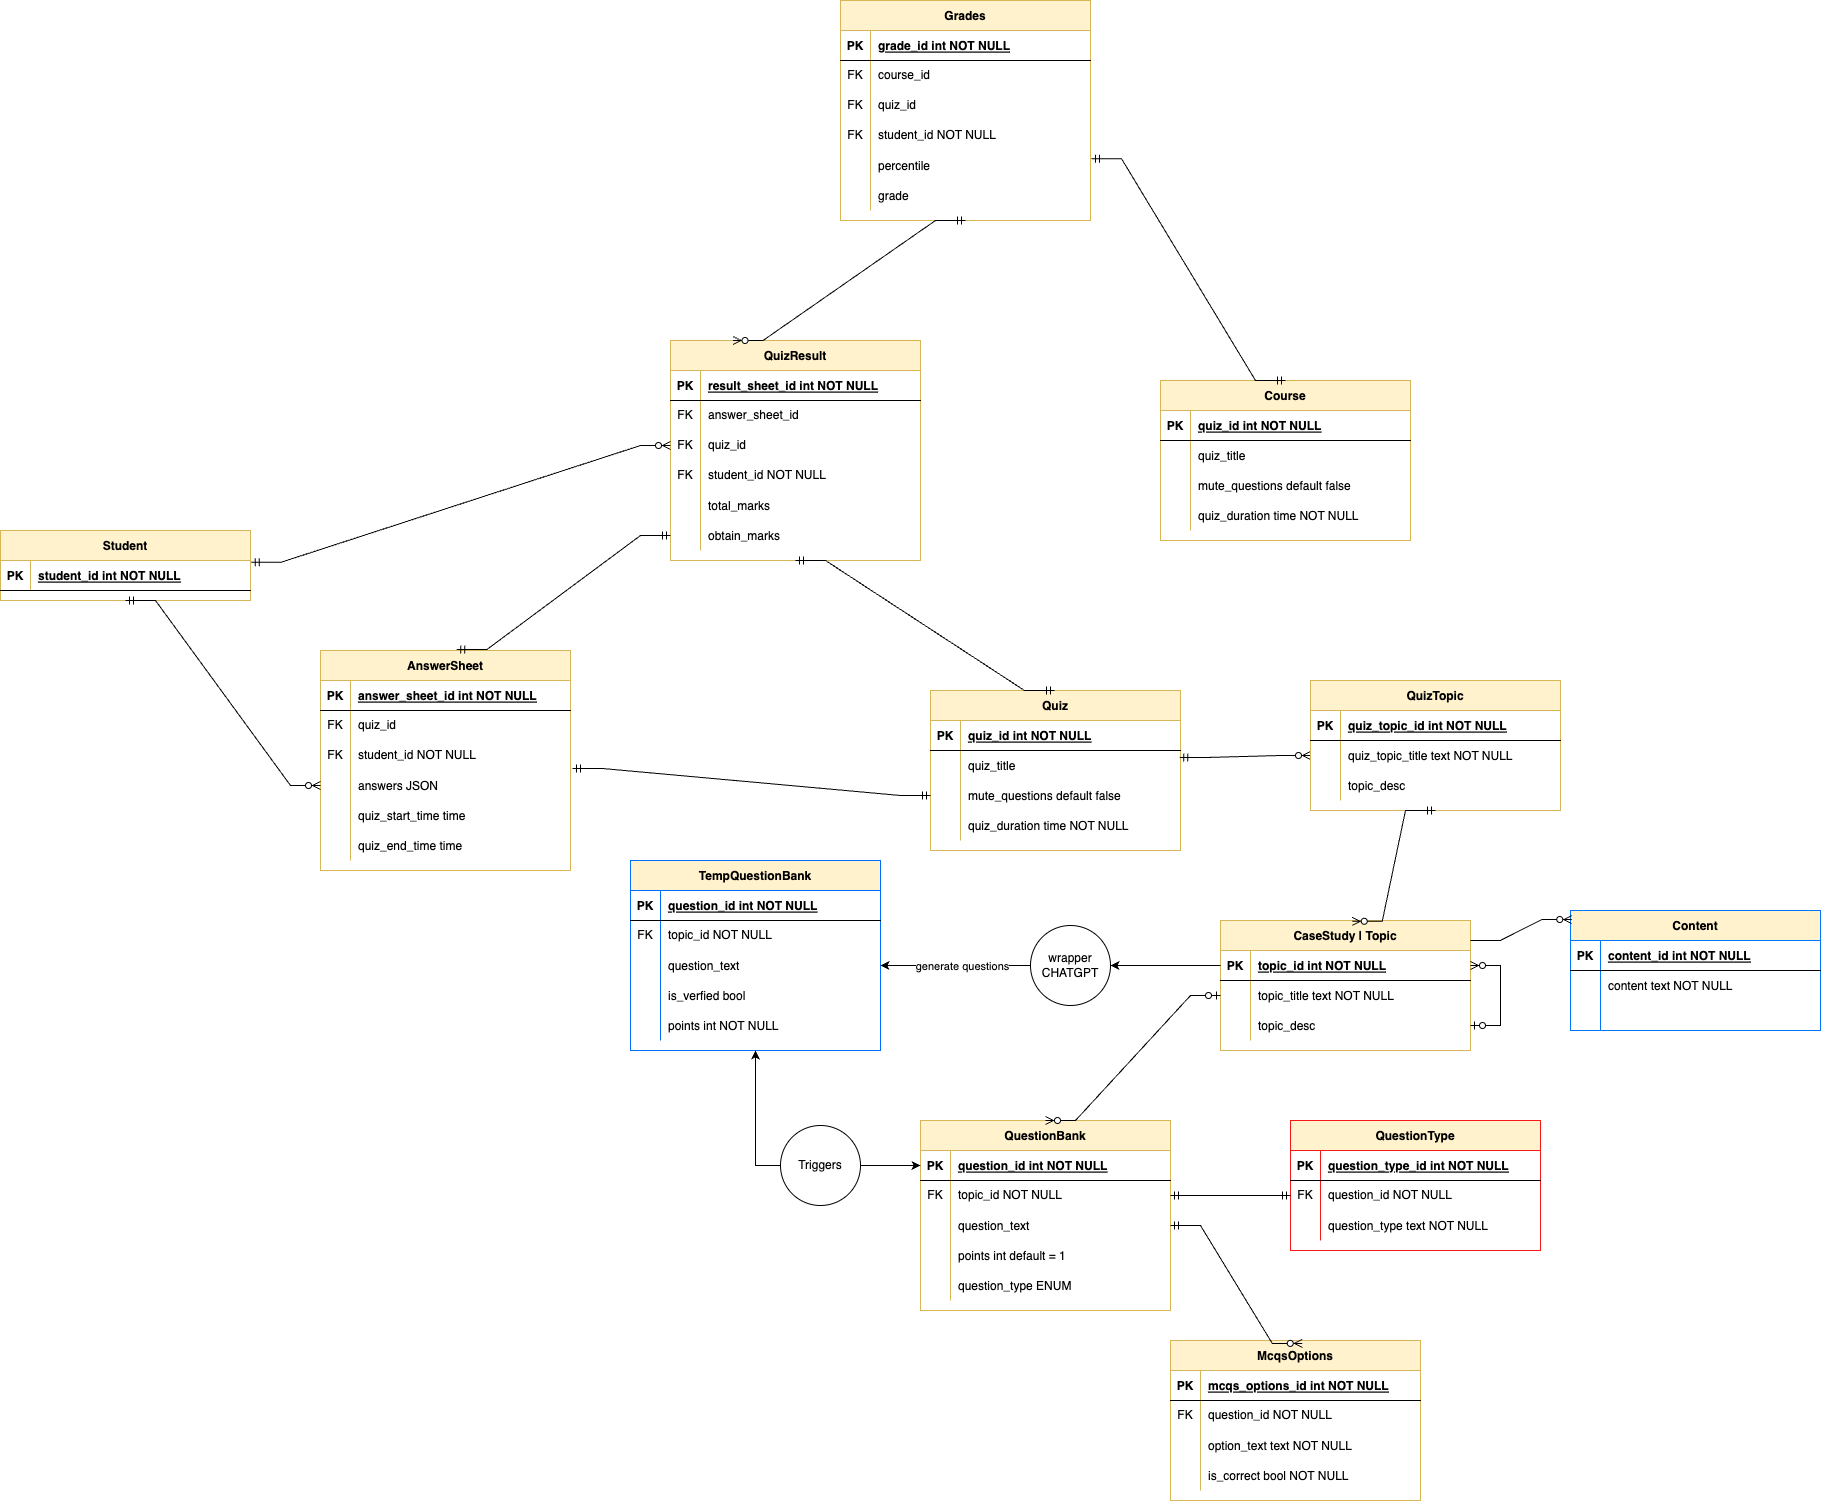 Grades
PK grade_id int NOT NULL
FK course_id
FK quiz_id
FK student_id NOT NULL
percentile
grade
QuizResult
PK result_sheet_id int NOT NULL
FK answer_sheet_id
FK quiz_id
FK student_id NOT NULL
total_marks
obtain_marks
Course
PK quiz_id int NOT NULL
quiz_title
mute_questions default false
quiz_duration time NOT NULL
Student
PK student_id int NOT NULL
AnswerSheet
PK answer_sheet_id int NOT NULL
FK quiz_id
FK student_id NOT NULL
answers JSON
quiz_start_time time
quiz_end_time time
Quiz
PK quiz_id int NOT NULL
quiz_title
mute_questions default false
quiz_duration time NOT NULL
QuizTopic
PK quiz_topic_id int NOT NULL
quiz_topic_title text NOT NULL
topic_desc
TempQuestionBank
PK question_id int NOT NULL
FK topic_id NOT NULL
question_text
is_verfied bool
points int NOT NULL
generate questions
wrapper
CHATGPT
CaseStudy | Topic
PK topic_id int NOT NULL
topic_title text NOT NULL
topic_desc
Content
PK content_id int NOT NULL
content text NOT NULL
Triggers
QuestionBank
PK question_id int NOT NULL
FK topic_id NOT NULL
question_text
points int default = 1
question_type ENUM
QuestionType
PK question_type_id int NOT NULL
FK question_id NOT NULL
question_type text NOT NULL
McqsOptions
PK mcqs_options_id int NOT NULL
FK question_id NOT NULL
option_text text NOT NULL
is_correct bool NOT NULL